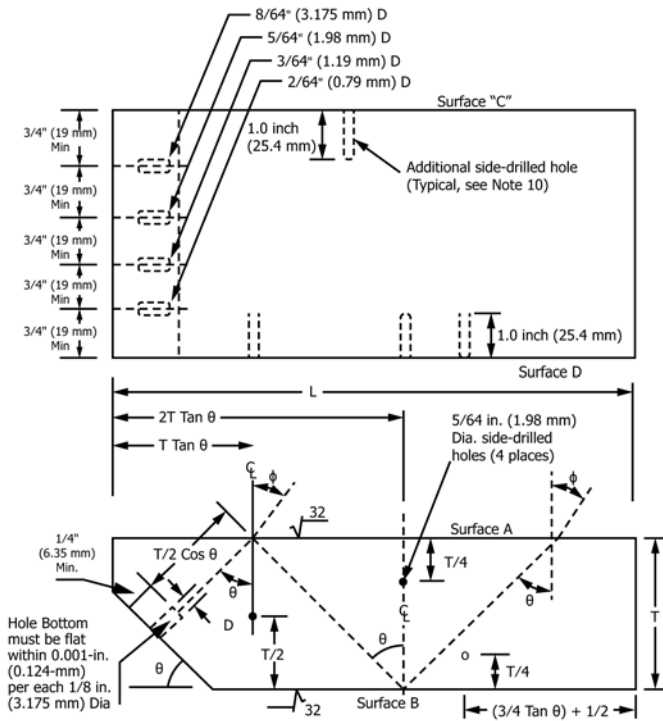 8/64" (3.175 mm) D
5/64" (1.98 mm) D
3/64" (1.19 mm) D
2/64" (0.79 mm) D
Surface "C"
3/4" (19 mm)
Min
1.0 inch
(25.4 mm)
Additional side-drilled hole
(Typical, see Note 10)
3/4" (19 mm)
Min
3/4" (19 mm)
Min
3/4" (19 mm)
Min
3/4" (19 mm)
Min
1.0 inch (25.4 mm)
Surface D
L
2T Tan θ
T Tan θ
5/64 in. (1.98 mm)
Dia. side-drilled
holes (4 places)
℄
ϕ
ϕ
32
Surface A
1/4"
(6.35 mm)
Min.
T/2 Cos θ
T/4
θ
θ
℄
T
Hole Bottom
must be flat
within 0.001-in.
(0.124-mm)
per each 1/8 in.
(3.175 mm) Dia
D
T/2
θ
θ
T/4
32
Surface B
(3/4 Tan θ) + 1/2